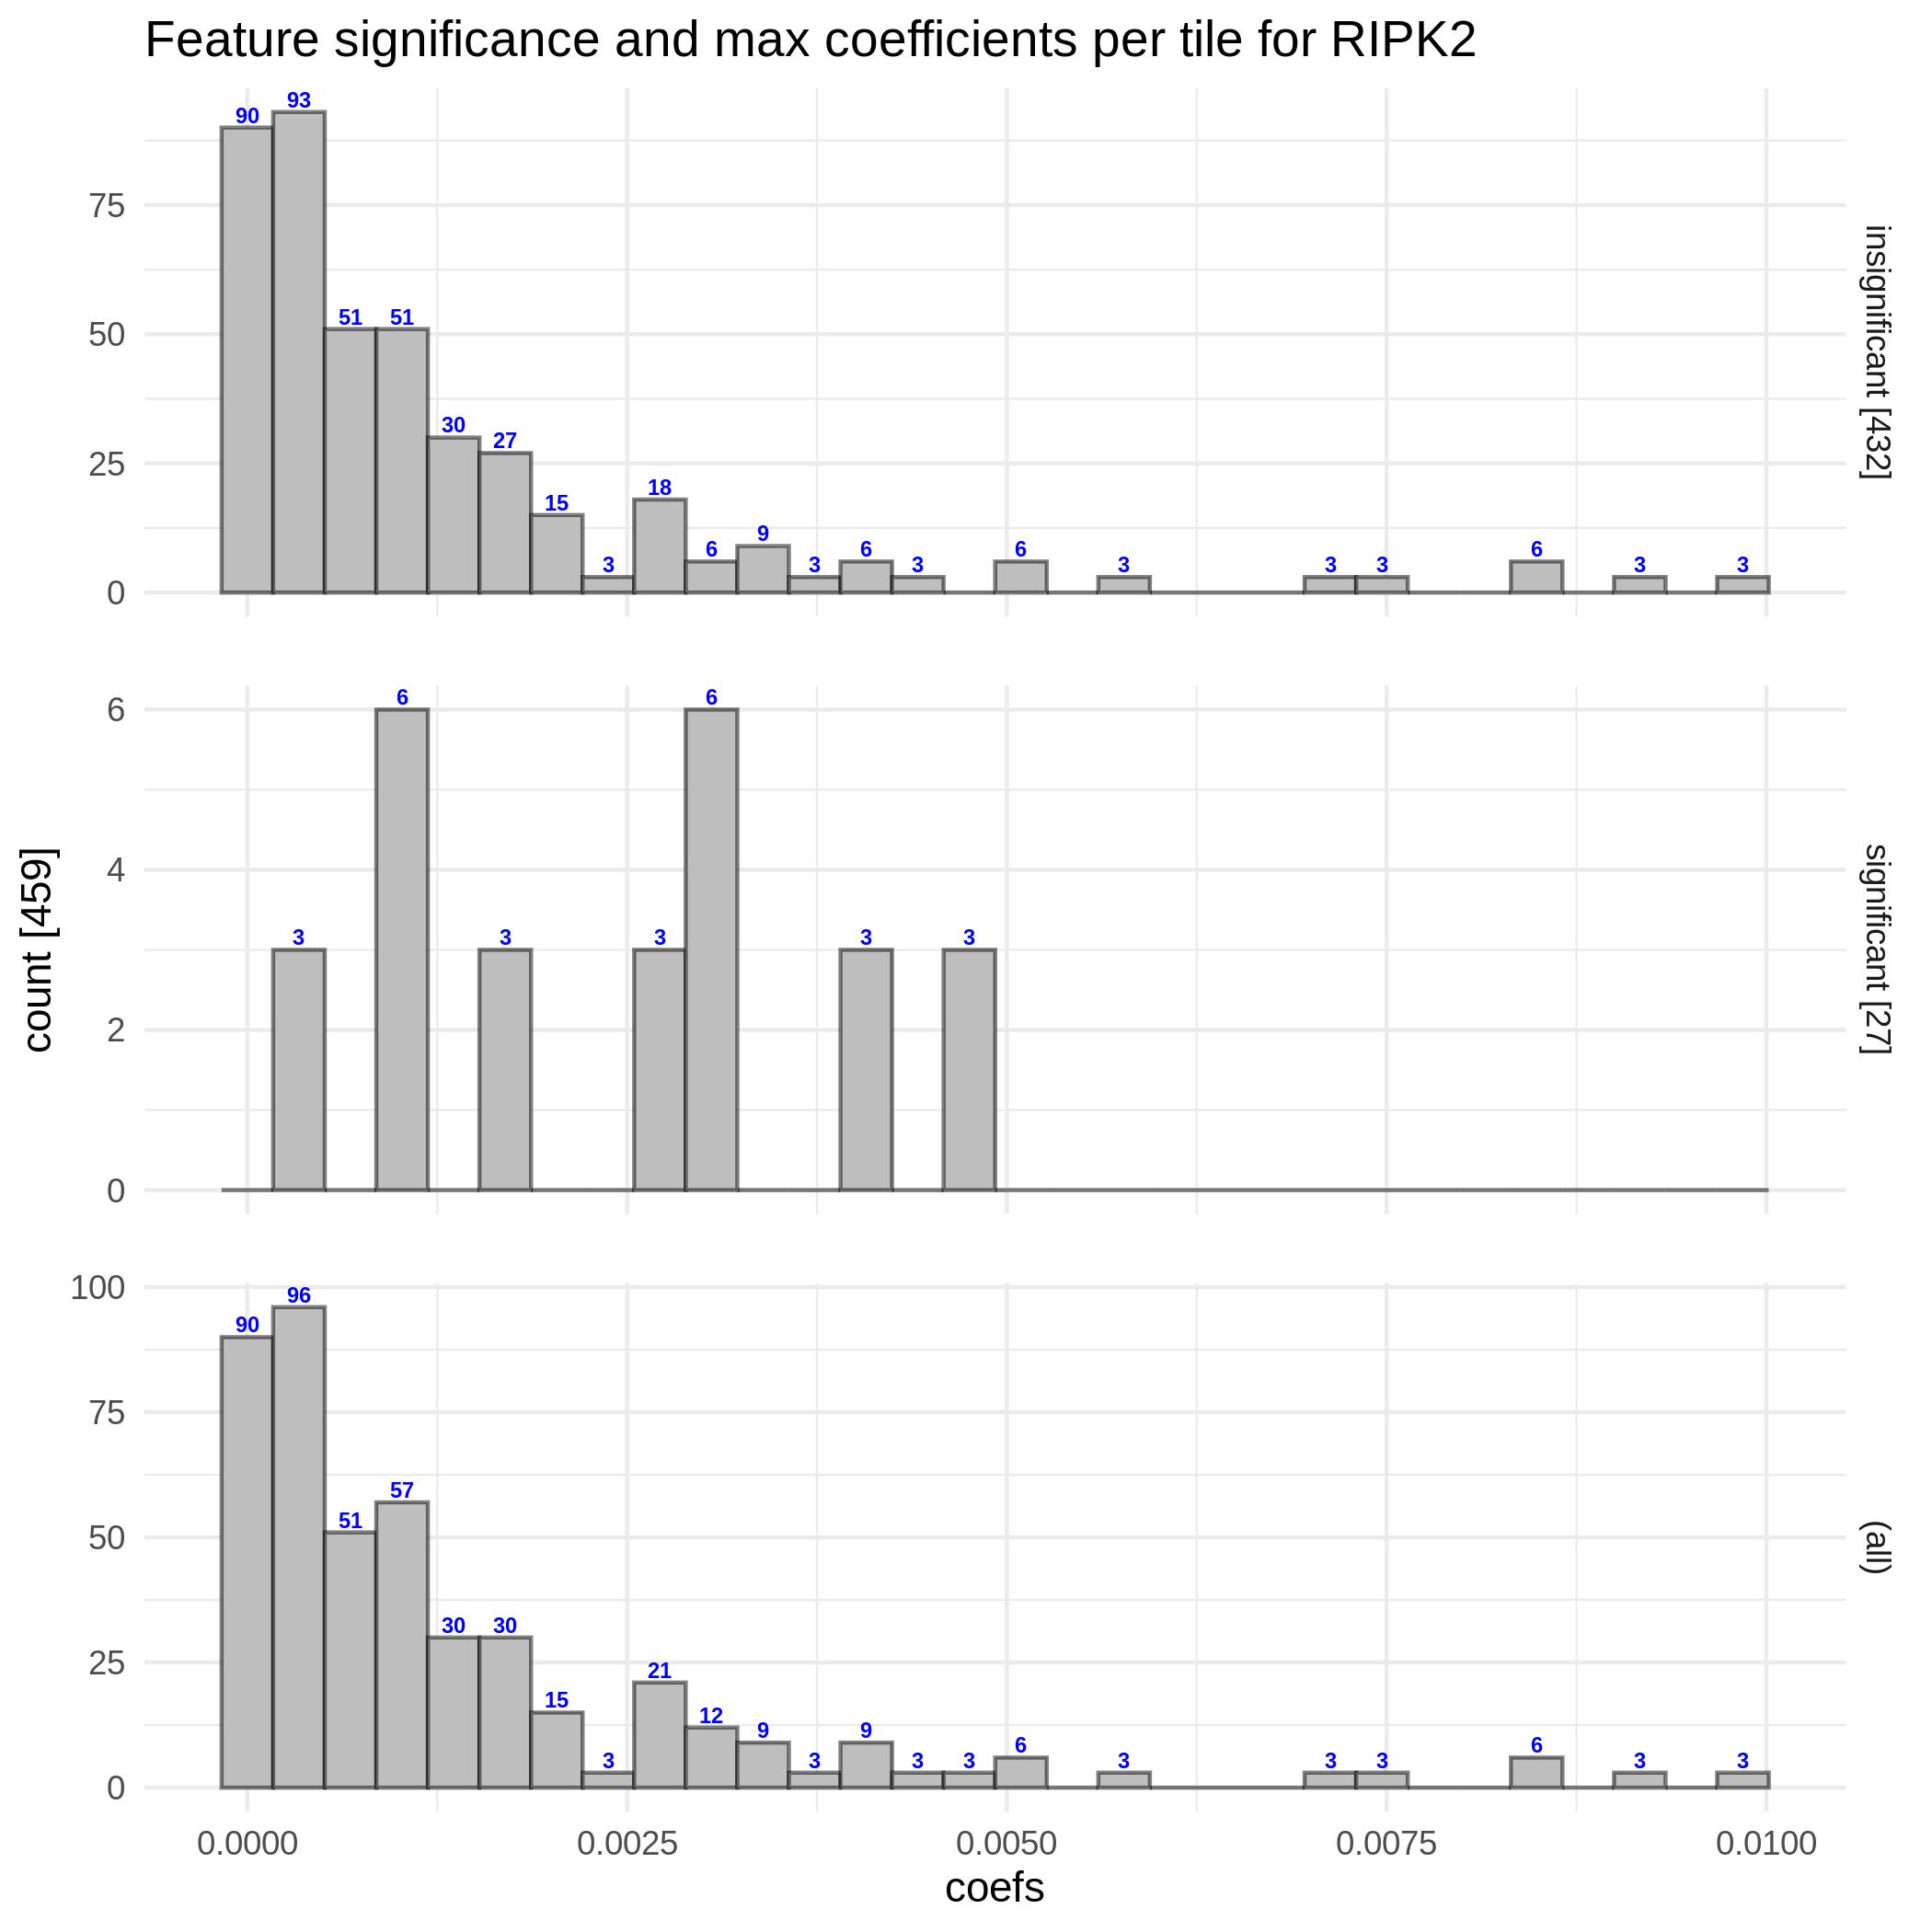 Feature significance and max coefficients per tile for RIPK2
90 93 51 51 30 27 15 3 18 6 9 3 6 3 6 3 3 3 6 3 3
75
50
25
0
insignificant [432]
3 6 3 3 6 3 3
6
4
2
0
significant [27]
count [459]
90 96 51 57 30 30 15 3 21 12 9 3 9 3 3 6 3 3 3 6 3 3
100
75
50
25
0
(all)
0.0000 0.0025 0.0050 0.0075 0.0100
coefs